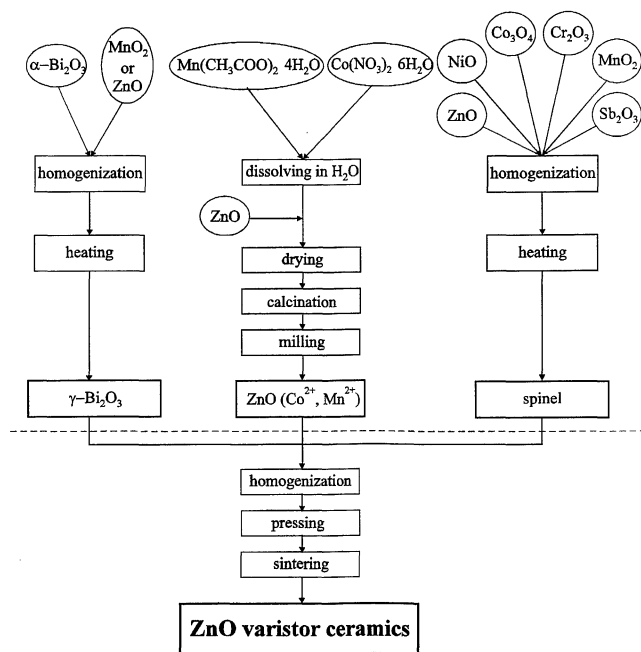 α–Bi₂O₃
MnO₂
or
ZnO
homogenization
heating
γ–Bi₂O₃
Mn(CH₃COO)₂ 4H₂O
Co(NO₃)₂ 6H₂O
dissolving in H₂O
ZnO
drying
calcination
milling
ZnO (Co²⁺, Mn²⁺)
Co₃O₄
Cr₂O₃
NiO
MnO₂
ZnO
Sb₂O₃
homogenization
heating
spinel
homogenization
pressing
sintering
ZnO varistor ceramics